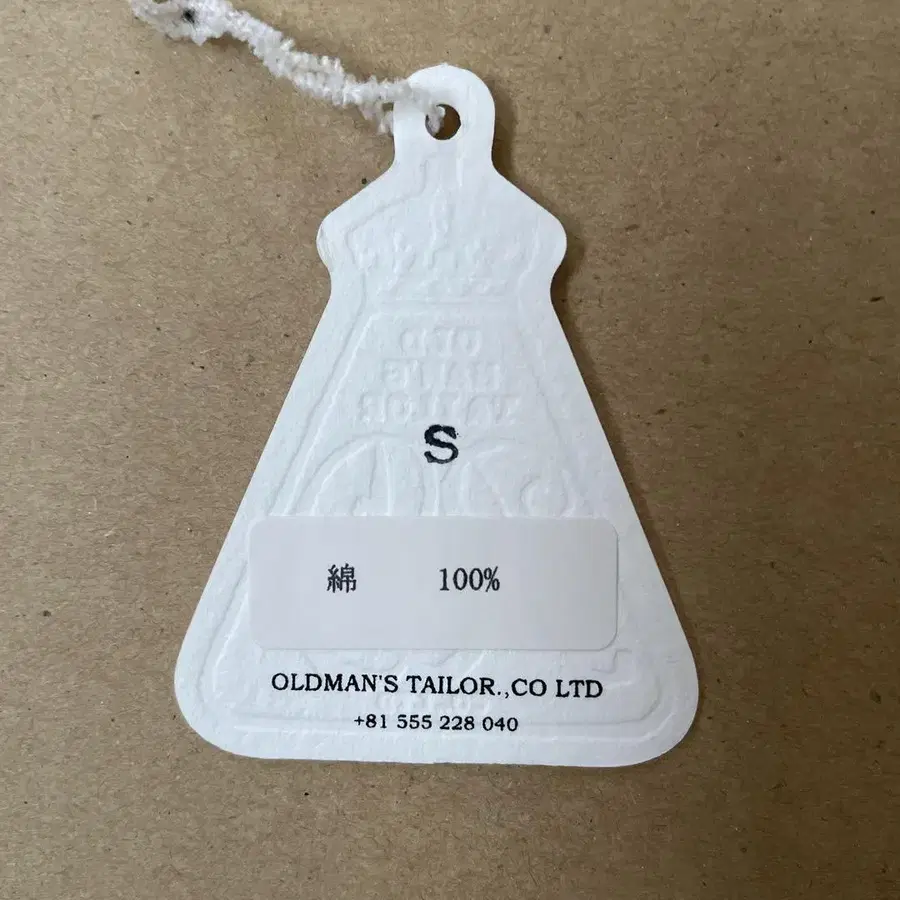 S
綿 100%
OLDMAN'S TAILOR.,CO LTD
+81 555 228 040